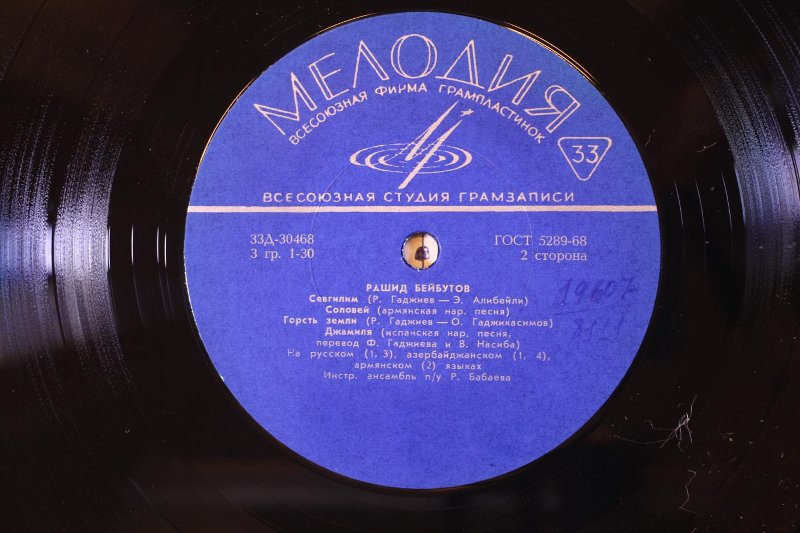 МЕЛОДИЯ
ВСЕСОЮЗНАЯ ФИРМА ГРАМПЛАСТИНОК
33
ВСЕСОЮЗНАЯ СТУДИЯ ГРАМЗАПИСИ
33Д-30468
ГОСТ 5289-68
3 гр. 1-30
2 сторона
РАШИД БЕЙБУТОВ
Севгилим (Р. Гаджиев — Э. Алибейли)
Соловей (армянская нар. песня)
Горсть земли (Р. Гаджиев — О. Гаджикасимов)
Джамиля (испанская нар. песня,
перевод Ф. Гаджиева и В. Насиба)
На русском (1, 3), азербайджанском (1, 4),
армянском (2) языках
Инстр. ансамбль п/у Р. Бабаева